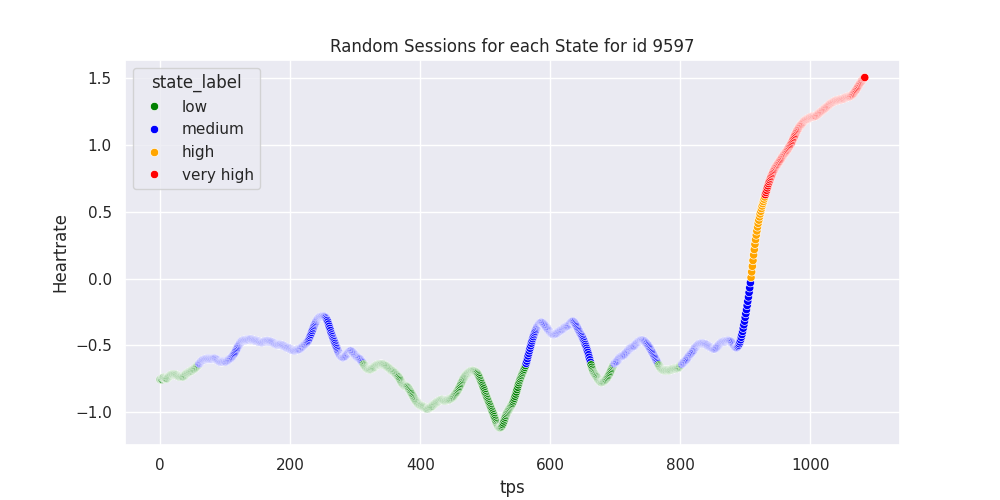 Random Sessions for each State for id 9597
state_label
low
medium
high
very high
Heartrate
1.5
1.0
0.5
0.0
−0.5
−1.0
0 200 400 600 800 1000
tps